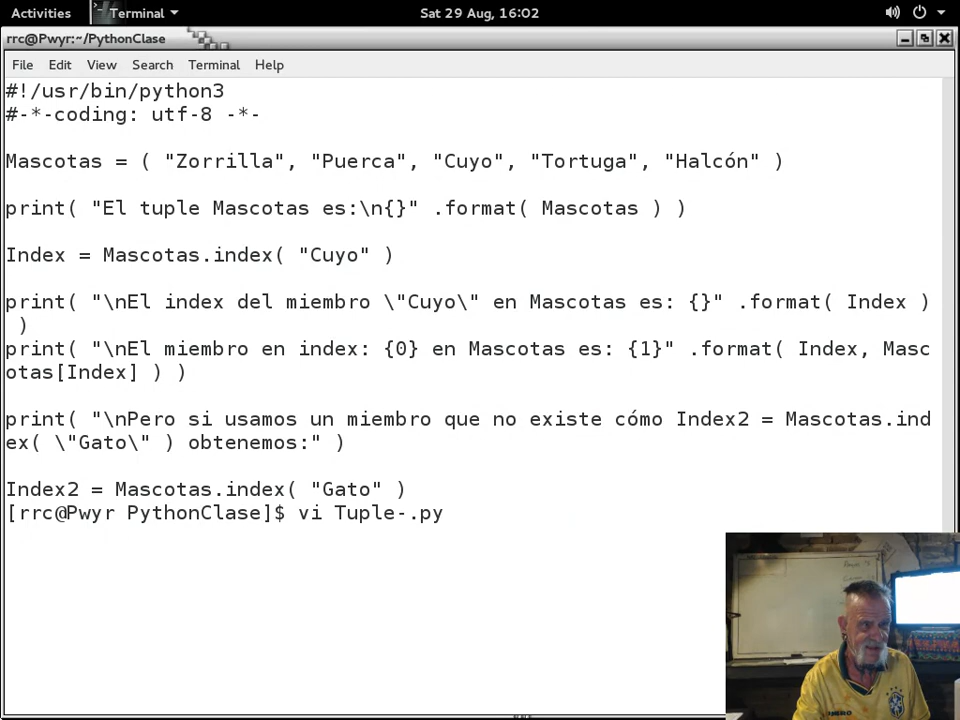 Activities
Terminal
Sat 29 Aug, 16:02
rrc@Pwyr:~/PythonClase
File Edit View Search Terminal Help
#!/usr/bin/python3
#-*-coding: utf-8 -*-
Mascotas = ( "Zorrilla", "Puerca", "Cuyo", "Tortuga", "Halcón" )
print( "El tuple Mascotas es:\n{}" .format( Mascotas ) )
Index = Mascotas.index( "Cuyo" )
print( "\nEl index del miembro \"Cuyo\" en Mascotas es: {}" .format( Index )
)
print( "\nEl miembro en index: {0} en Mascotas es: {1}" .format( Index, Masc
otas[Index] ) )
print( "\nPero si usamos un miembro que no existe cómo Index2 = Mascotas.ind
ex( \"Gato\" ) obtenemos:" )
Index2 = Mascotas.index( "Gato" )
[rrc@Pwyr PythonClase]$ vi Tuple-.py